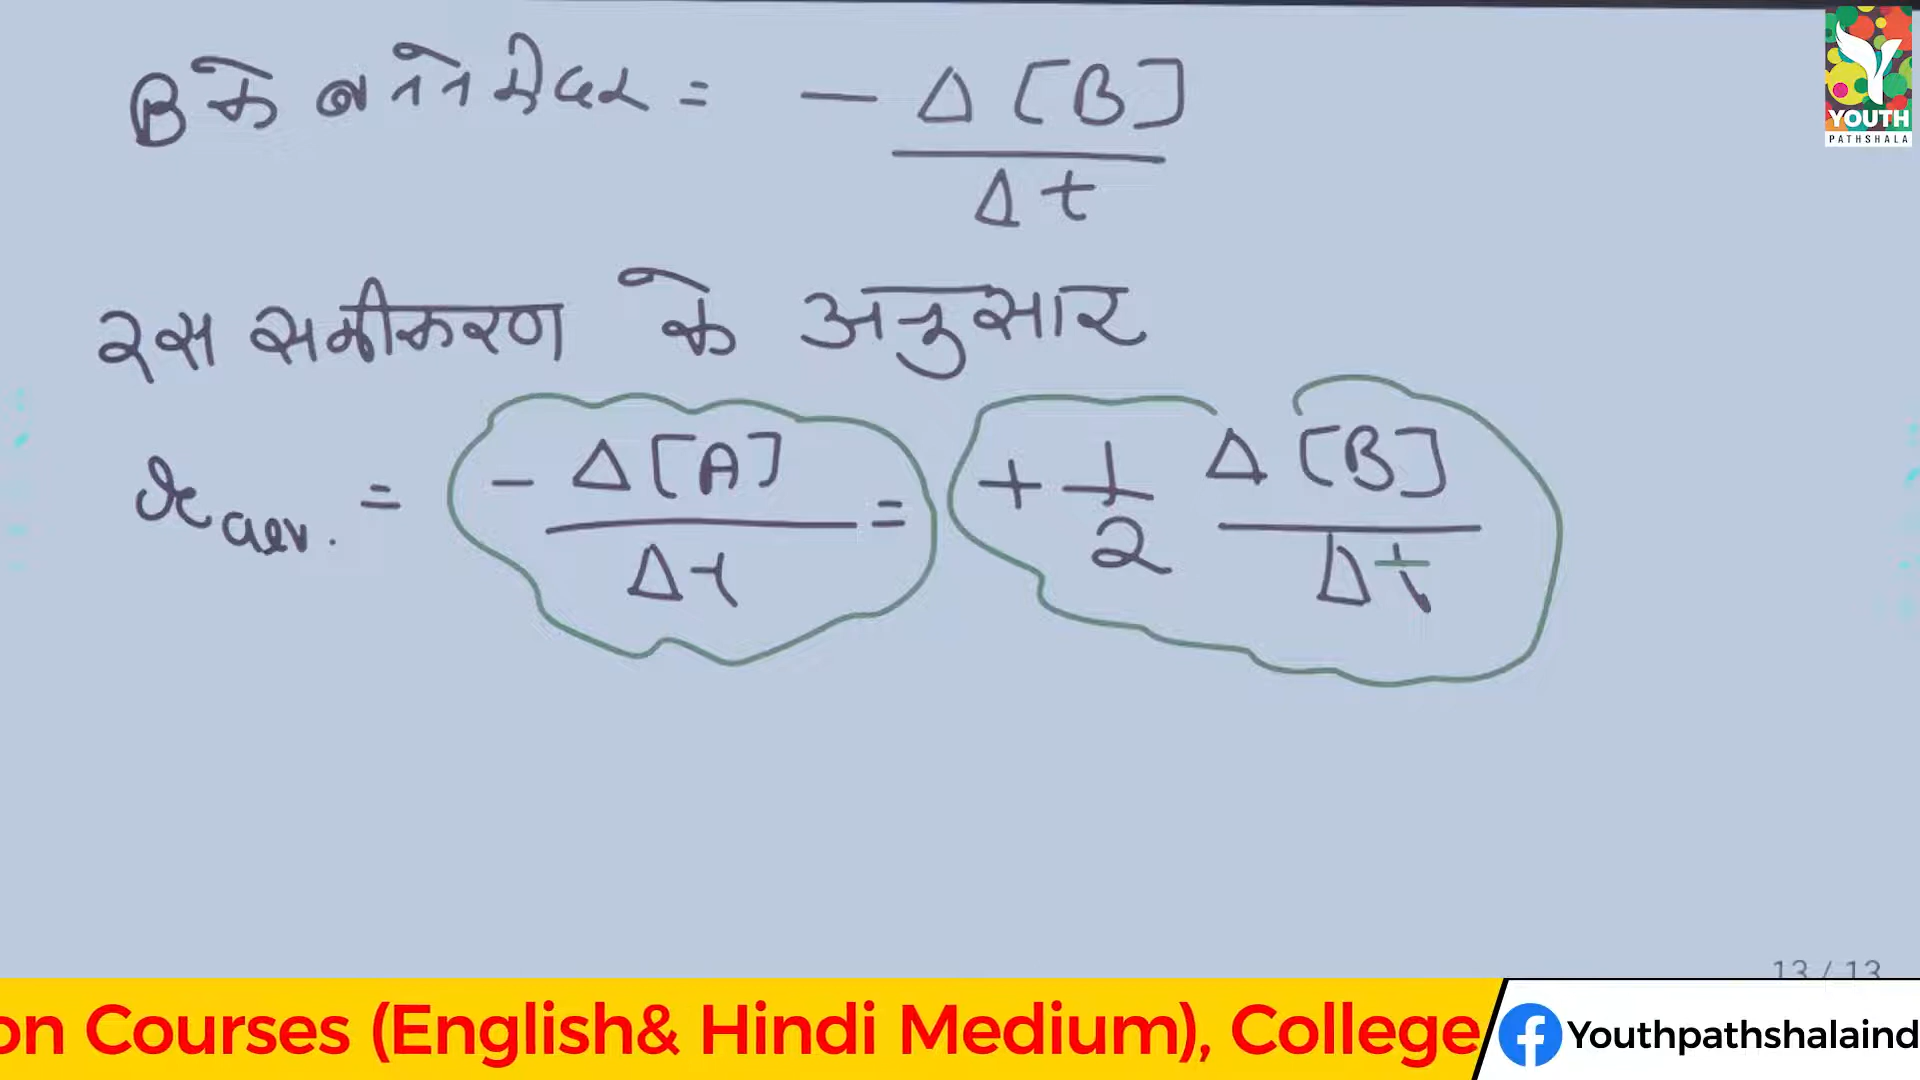 YOUTH
PATHSHALA
B के बनने मे दर = - Δ[B] / Δt
रस समीकरण के अनुसार
r aev. = - Δ[A] / Δt = + 1/2 Δ[B] / Δt
13 / 13
on Courses (English& Hindi Medium), College
Youthpathshalaind